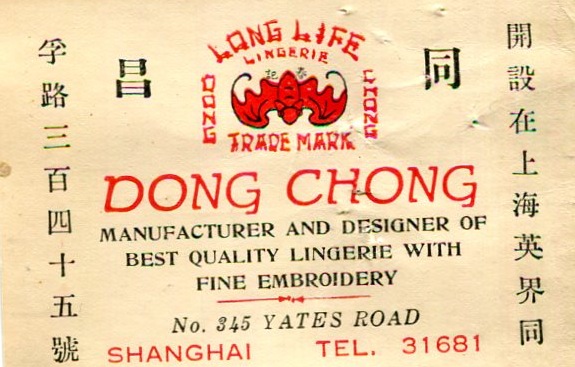 LONG LIFE
LINGERIE
DONG
CHONG
TRADE MARK
同
昌
DONG CHONG
MANUFACTURER AND DESIGNER OF
BEST QUALITY LINGERIE WITH
FINE EMBROIDERY
No. 345 YATES ROAD
SHANGHAI TEL. 31681
開設在上海英界同
孚路三百四十五號